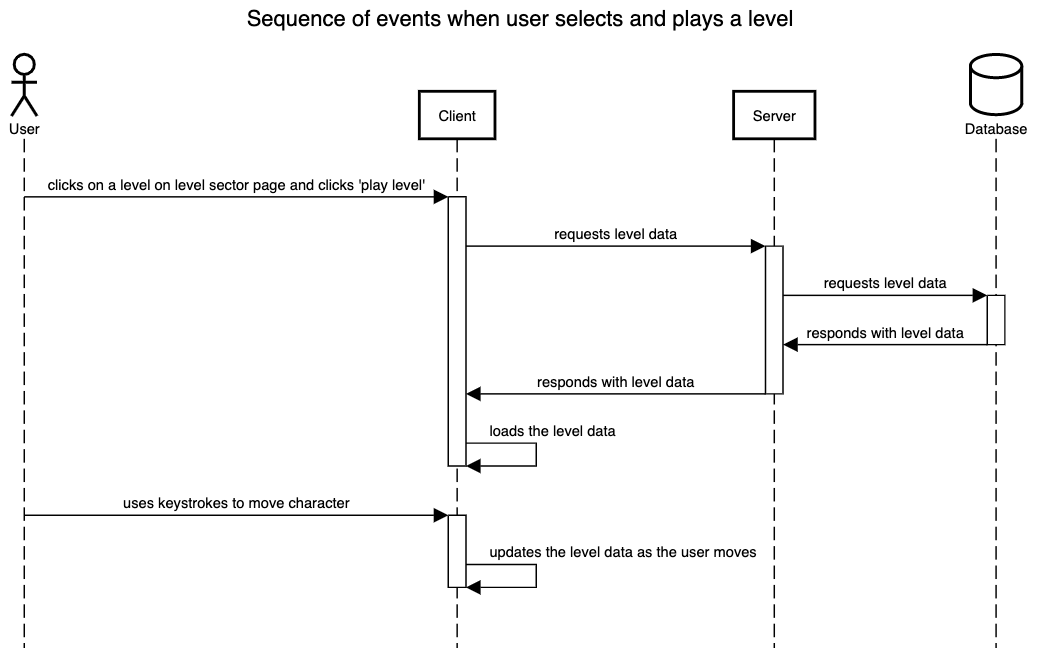 Sequence of events when user selects and plays a level
User
Client
Server
Database
clicks on a level on level sector page and clicks 'play level'
requests level data
requests level data
responds with level data
responds with level data
loads the level data
uses keystrokes to move character
updates the level data as the user moves